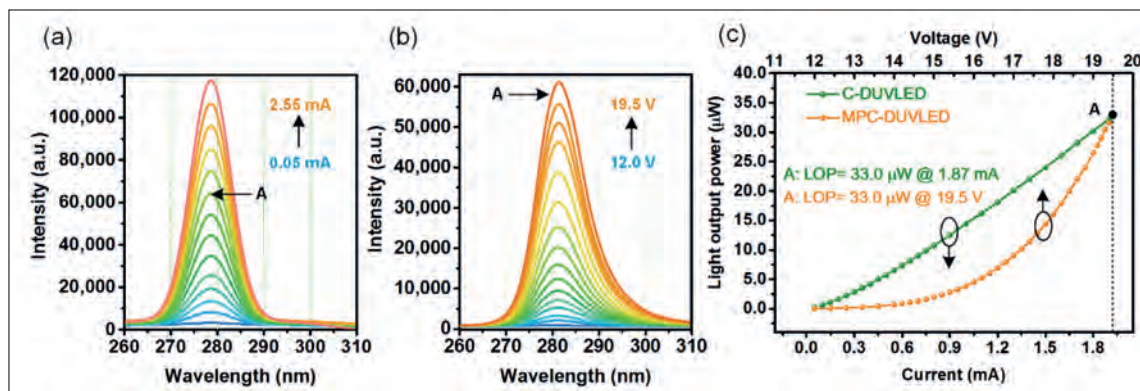 (a)
120,000
100,000
80,000
60,000
40,000
20,000
0
Intensity (a.u.)
2.55 mA
0.05 mA
A
260 270 280 290 300 310
Wavelength (nm)
(b)
60,000
50,000
40,000
30,000
20,000
10,000
0
Intensity (a.u.)
A
19.5 V
12.0 V
260 270 280 290 300 310
Wavelength (nm)
(c)
Voltage (V)
11 12 13 14 15 16 17 18 19 20
40.0
35.0
30.0
25.0
20.0
15.0
10.0
5.0
0.0
Light output power (μW)
C-DUVLED
MPC-DUVLED
A
A: LOP= 33.0 μW @ 1.87 mA
A: LOP= 33.0 μW @ 19.5 V
0.0 0.3 0.6 0.9 1.2 1.5 1.8
Current (mA)